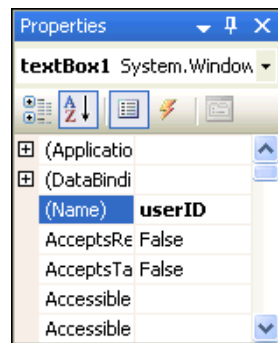 Properties
textBox1 System.Window
(Applicatio
(DataBindi
(Name) userID
AcceptsRe False
AcceptsTa False
Accessible
Accessible